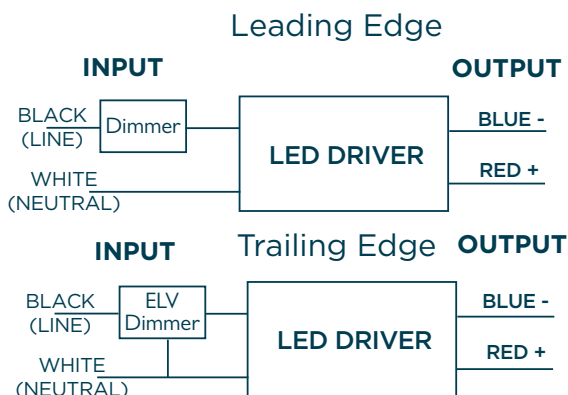 Leading Edge
INPUT
OUTPUT
BLACK
(LINE)
Dimmer
LED DRIVER
BLUE -
RED +
WHITE
(NEUTRAL)
Trailing Edge
INPUT
OUTPUT
BLACK
(LINE)
ELV
Dimmer
LED DRIVER
BLUE -
RED +
WHITE
(NEUTRAL)